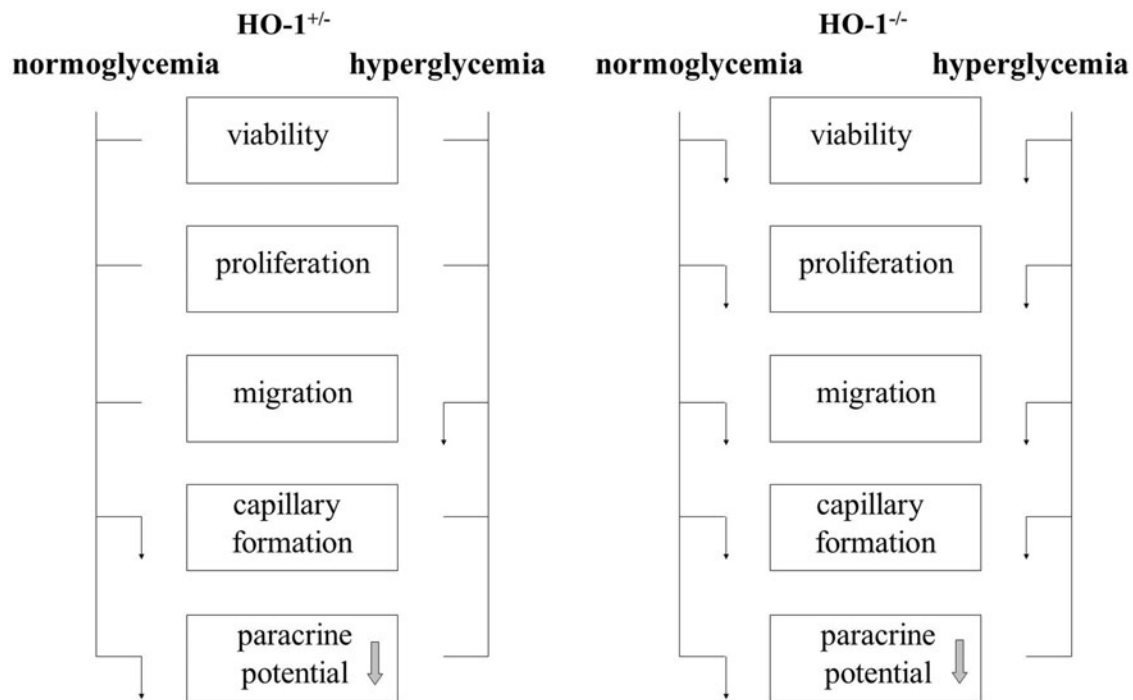 HO-1+/-
normoglycemia hyperglycemia
viability
proliferation
migration
capillary
formation
paracrine
potential
HO-1-/-
normoglycemia hyperglycemia
viability
proliferation
migration
capillary
formation
paracrine
potential